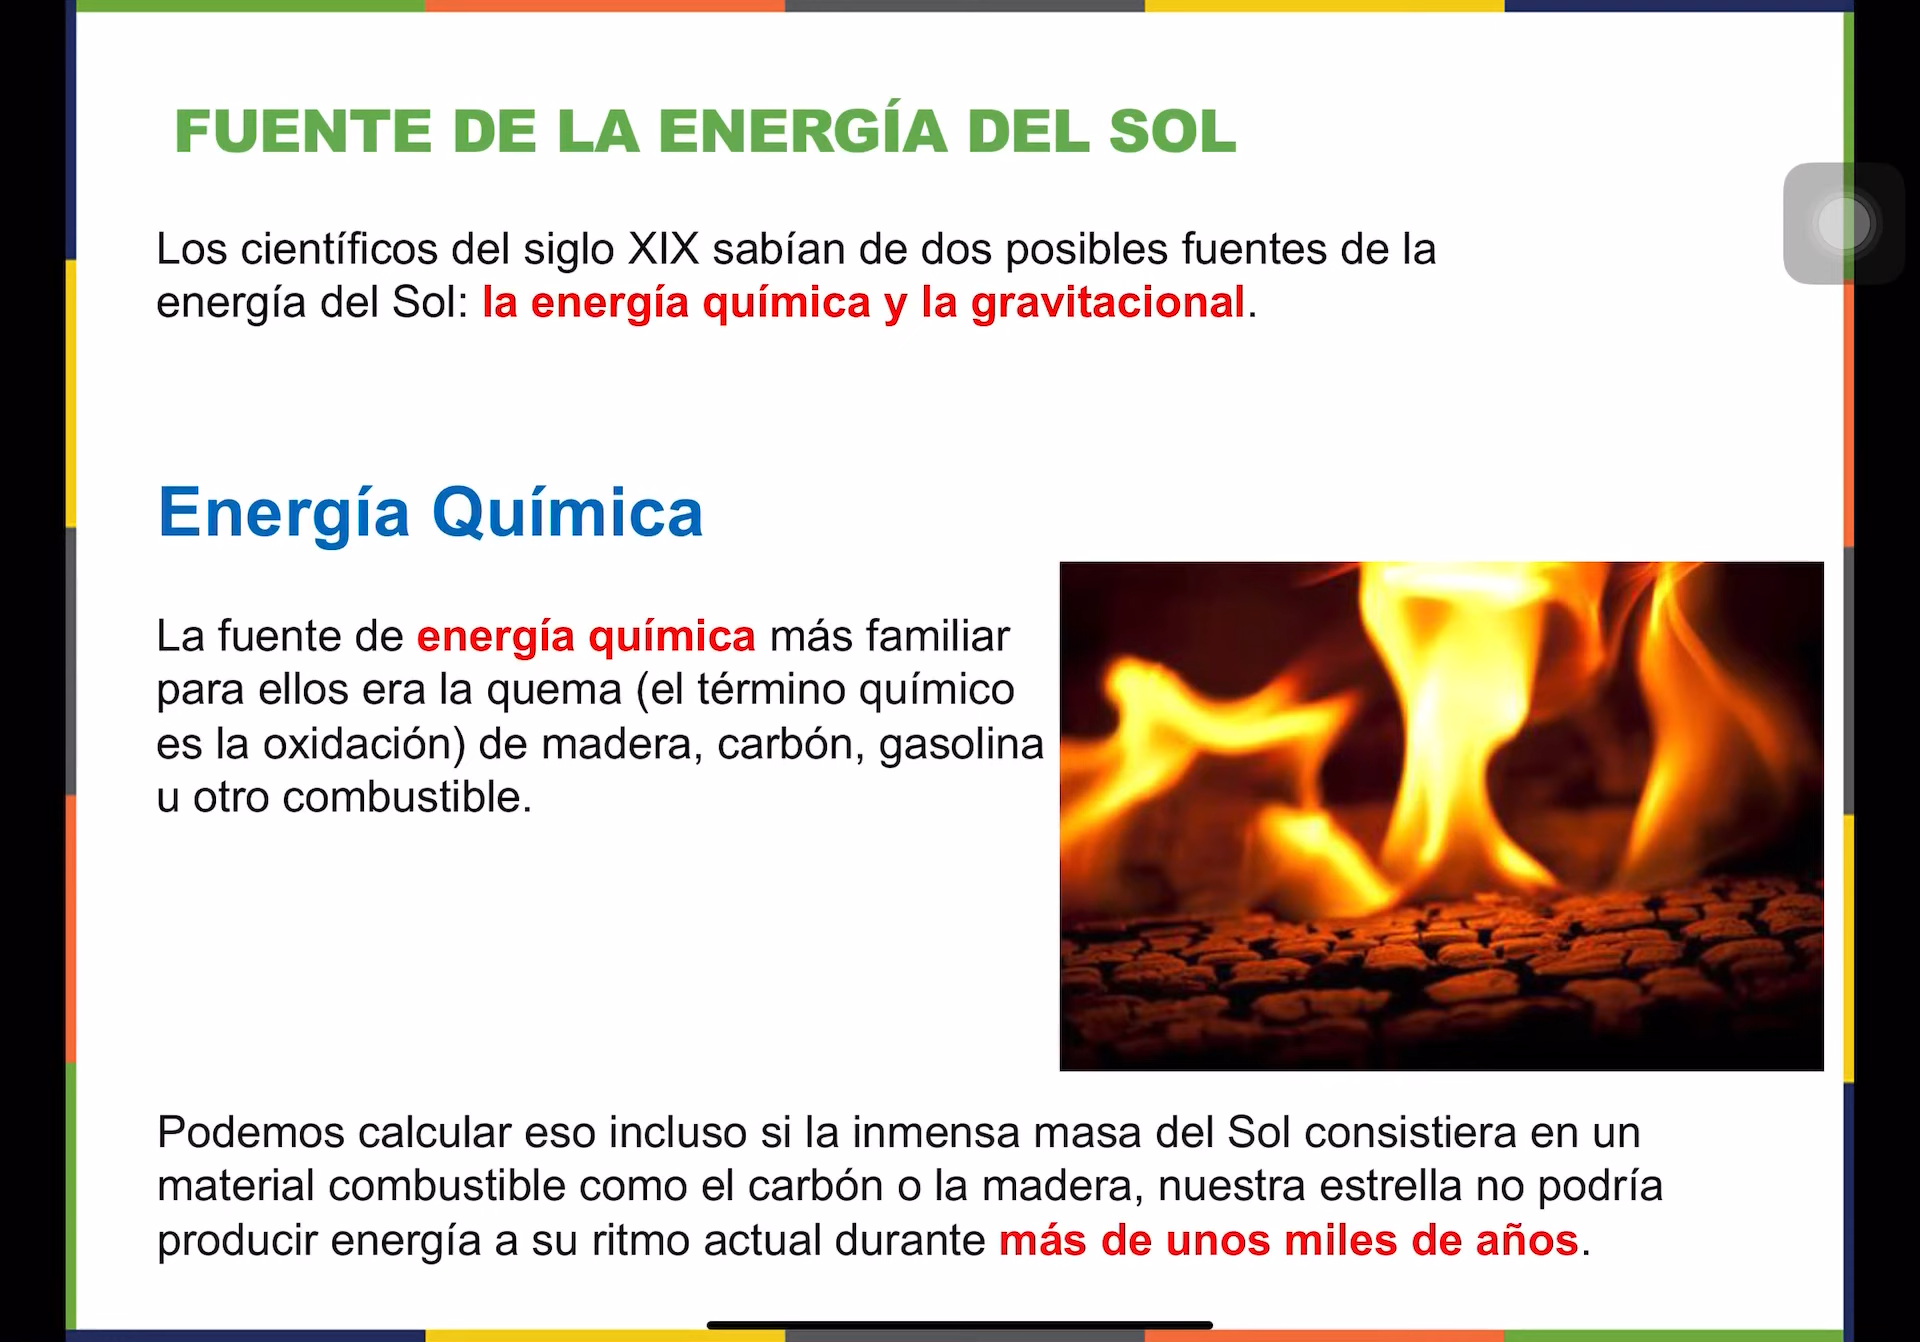 FUENTE DE LA ENERGÍA DEL SOL
Los científicos del siglo XIX sabían de dos posibles fuentes de la
energía del Sol: la energía química y la gravitacional.
Energía Química
La fuente de energía química más familiar
para ellos era la quema (el término químico
es la oxidación) de madera, carbón, gasolina
u otro combustible.
Podemos calcular eso incluso si la inmensa masa del Sol consistiera en un
material combustible como el carbón o la madera, nuestra estrella no podría
producir energía a su ritmo actual durante más de unos miles de años.